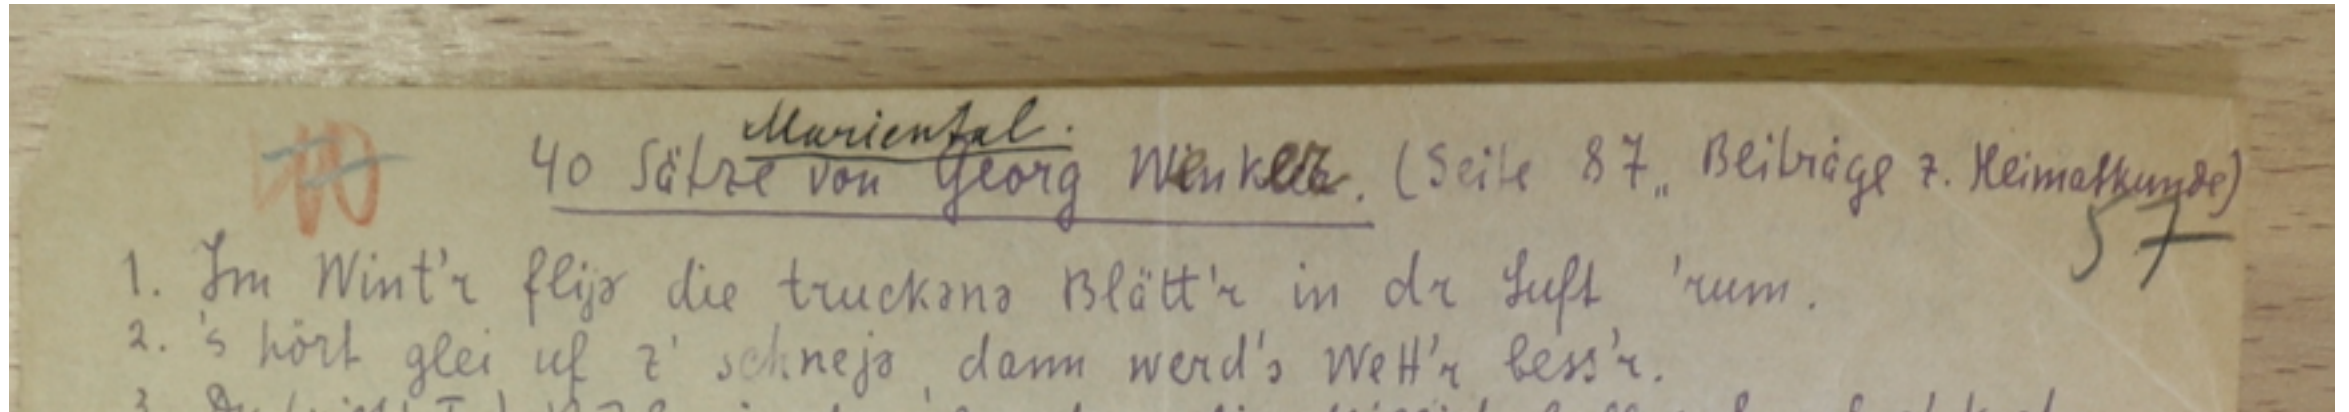 Mariental.
40 Sätze von Georg Wenker. (Seite 87„ Beiträge z. Heimatkunde)
57
1. Im Wint'r flijə die truckənə Blätt'r in dr Luft 'rum.
2. 's hört glei uf z' schnejə, dann werd's Wett'r bess'r.